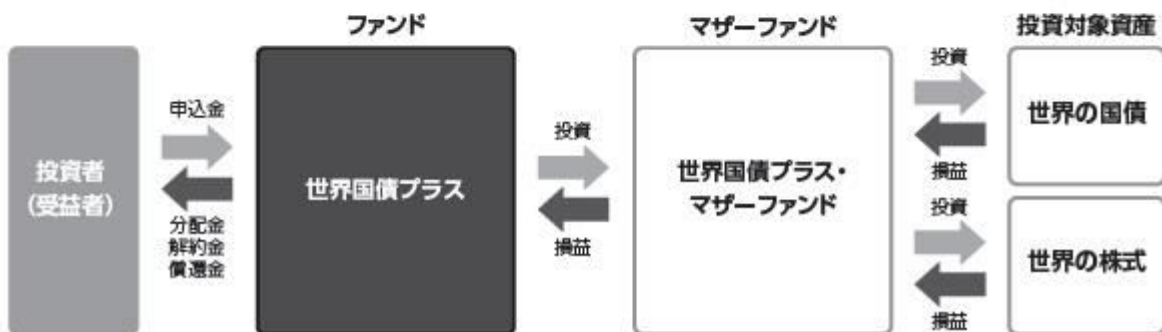 ファンド
マザーファンド
投資対象資産
投資者
(受益者)
申込金
分配金
解約金
償還金
世界国債プラス
投資
損益
世界国債プラス・
マザーファンド
投資
損益
世界の国債
投資
損益
世界の株式